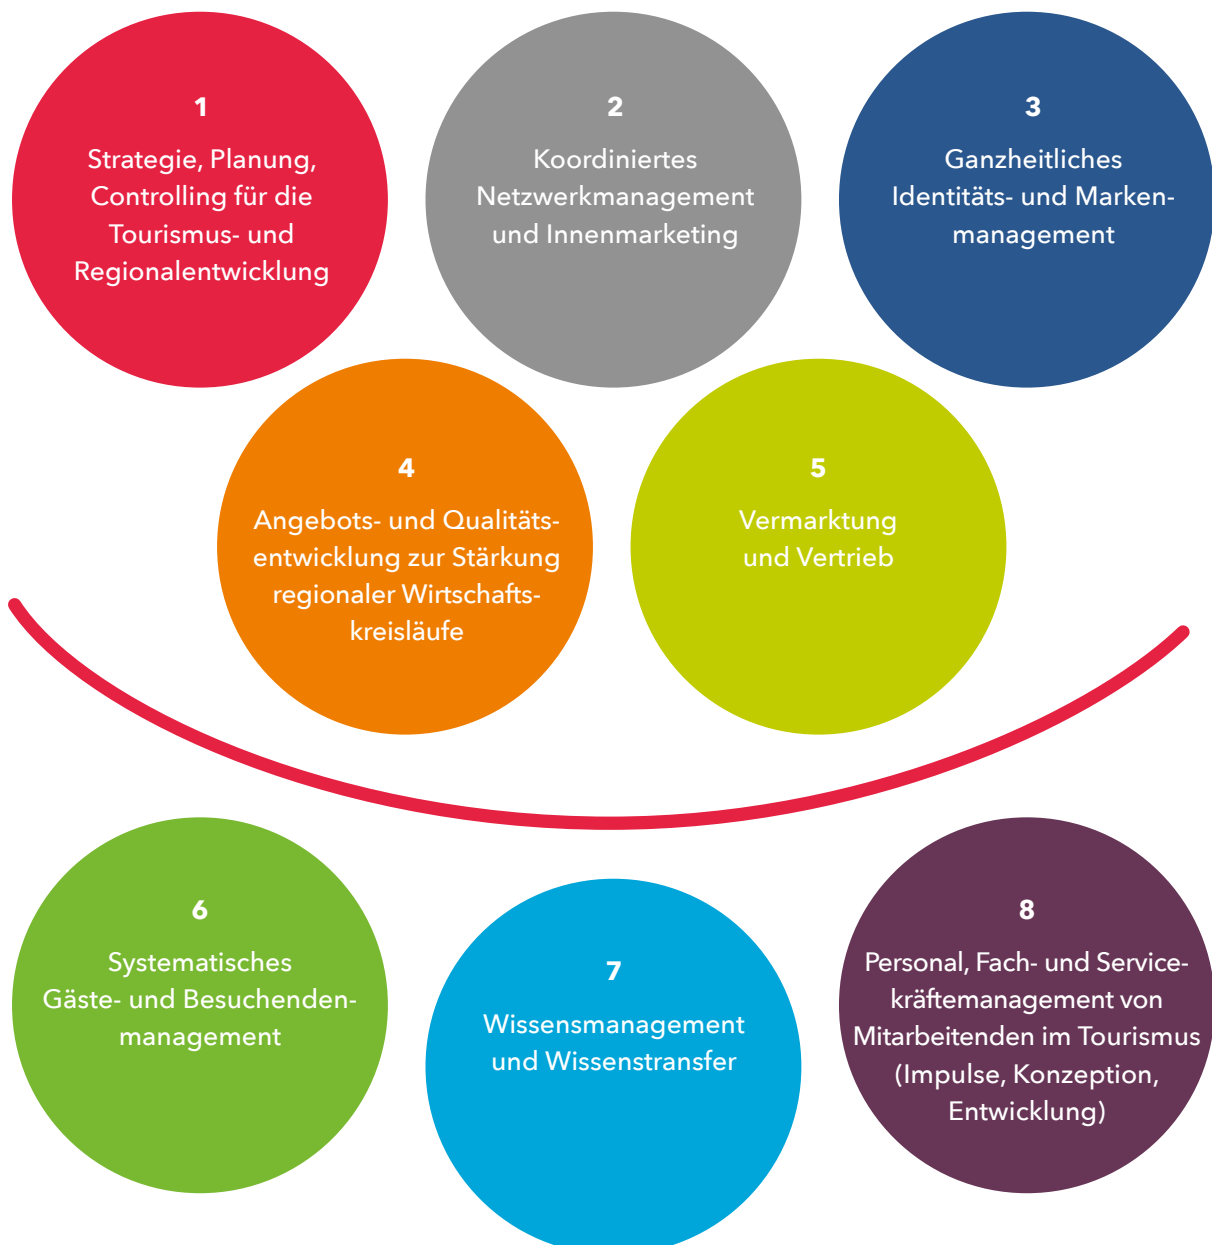 1
Strategie, Planung,
Controlling für die
Tourismus- und
Regionalentwicklung
2
Koordiniertes
Netzwerkmanagement
und Innenmarketing
3
Ganzheitliches
Identitäts- und Marken-
management
4
Angebots- und Qualitäts-
entwicklung zur Stärkung
regionaler Wirtschafts-
kreisläufe
5
Vermarktung
und Vertrieb
6
Systematisches
Gäste- und Besuchenden-
management
7
Wissensmanagement
und Wissenstransfer
8
Personal, Fach- und Service-
kräftemanagement von
Mitarbeitenden im Tourismus
(Impulse, Konzeption,
Entwicklung)